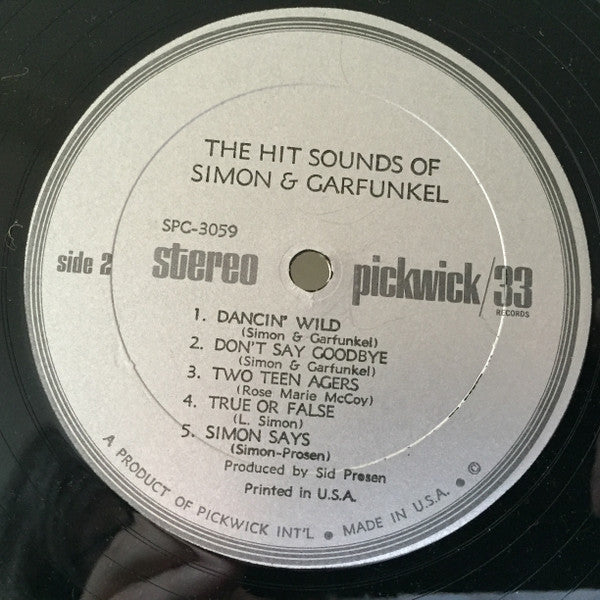 THE HIT SOUNDS OF
SIMON & GARFUNKEL
SPC-3059
side 2 stereo pickwick/33
RECORDS
1. DANCIN' WILD
(Simon & Garfunkel)
2. DON'T SAY GOODBYE
(Simon & Garfunkel)
3. TWO TEEN AGERS
(Rose Marie McCoy)
4. TRUE OR FALSE
(L. Simon)
5. SIMON SAYS
(Simon-Prosen)
Produced by Sid Prosen
Printed in U.S.A.
A PRODUCT OF PICKWICK INT'L • MADE IN U.S.A. • ©